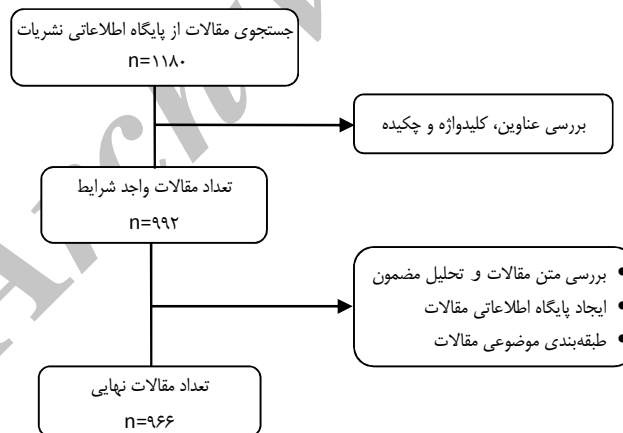 جستجوی مقالات از پایگاه اطلاعاتی نشریات
n=۱۱۸۰
بررسی عناوین، کلیدواژه و چکیده
تعداد مقالات واجد شرایط
n=۹۹۲
• بررسی متن مقالات و تحلیل مضمون
• ایجاد پایگاه اطلاعاتی مقالات
• طبقه‌بندی موضوعی مقالات
تعداد مقالات نهایی
n=۹۶۶